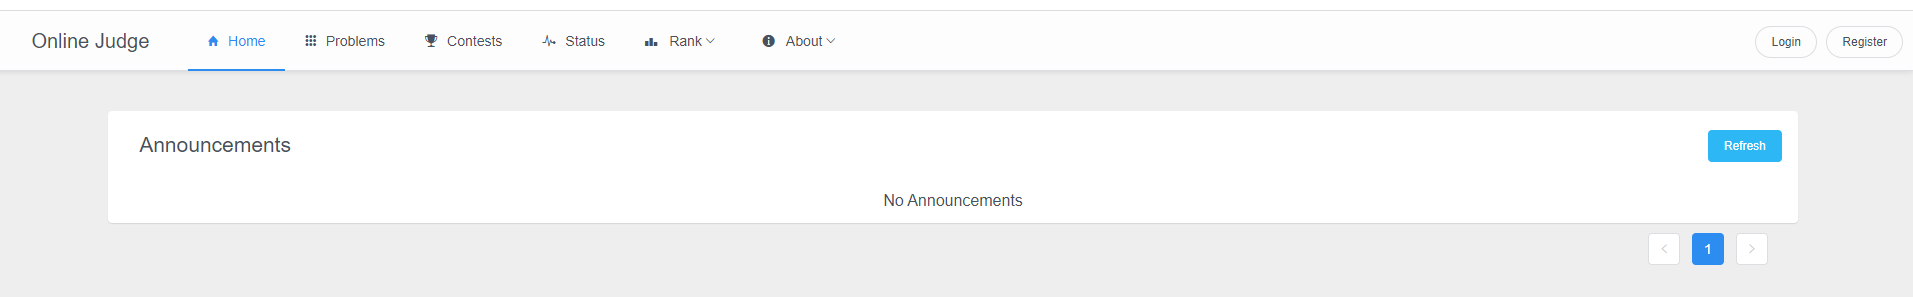 Online Judge Home Problems Contests Status Rank About Login Register
Announcements Refresh
No Announcements
1